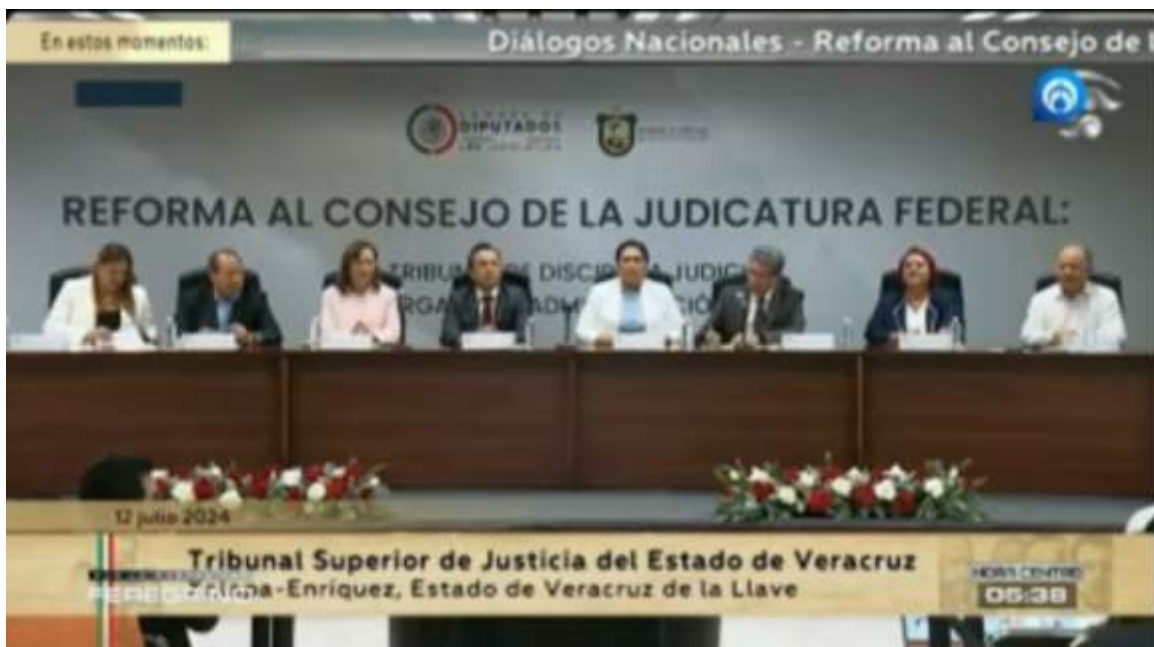 En estos momentos:
Diálogos Nacionales - Reforma al Consejo de l
DIPUTADOS
REFORMA AL CONSEJO DE LA JUDICATURA FEDERAL:
12 julio 2024
Tribunal Superior de Justicia del Estado de Veracruz
-Enríquez, Estado de Veracruz de la Llave
HORA CENTRO
05:38